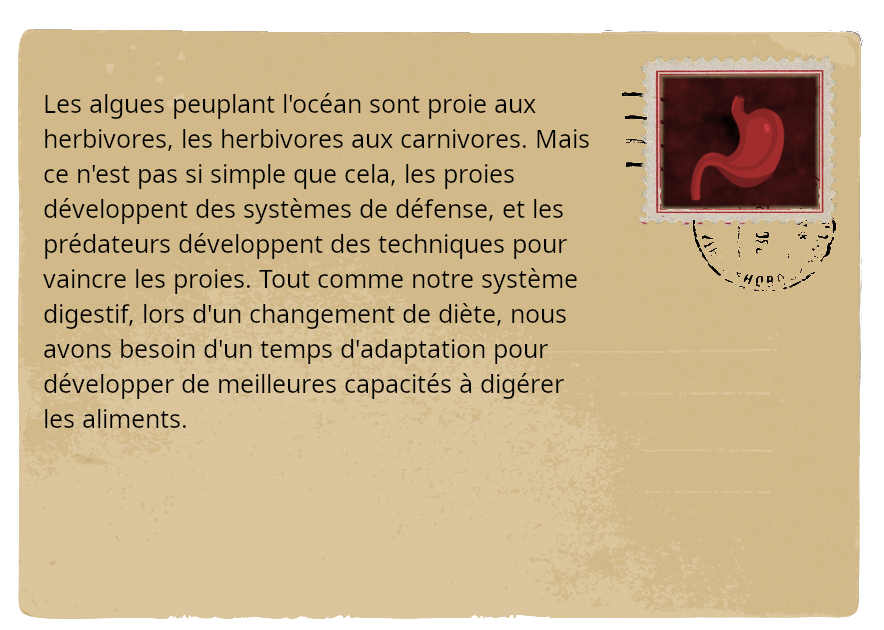 Les algues peuplant l'océan sont proie aux
herbivores, les herbivores aux carnivores. Mais
ce n'est pas si simple que cela, les proies
développent des systèmes de défense, et les
prédateurs développent des techniques pour
vaincre les proies. Tout comme notre système
digestif, lors d'un changement de diète, nous
avons besoin d'un temps d'adaptation pour
développer de meilleures capacités à digérer
les aliments.